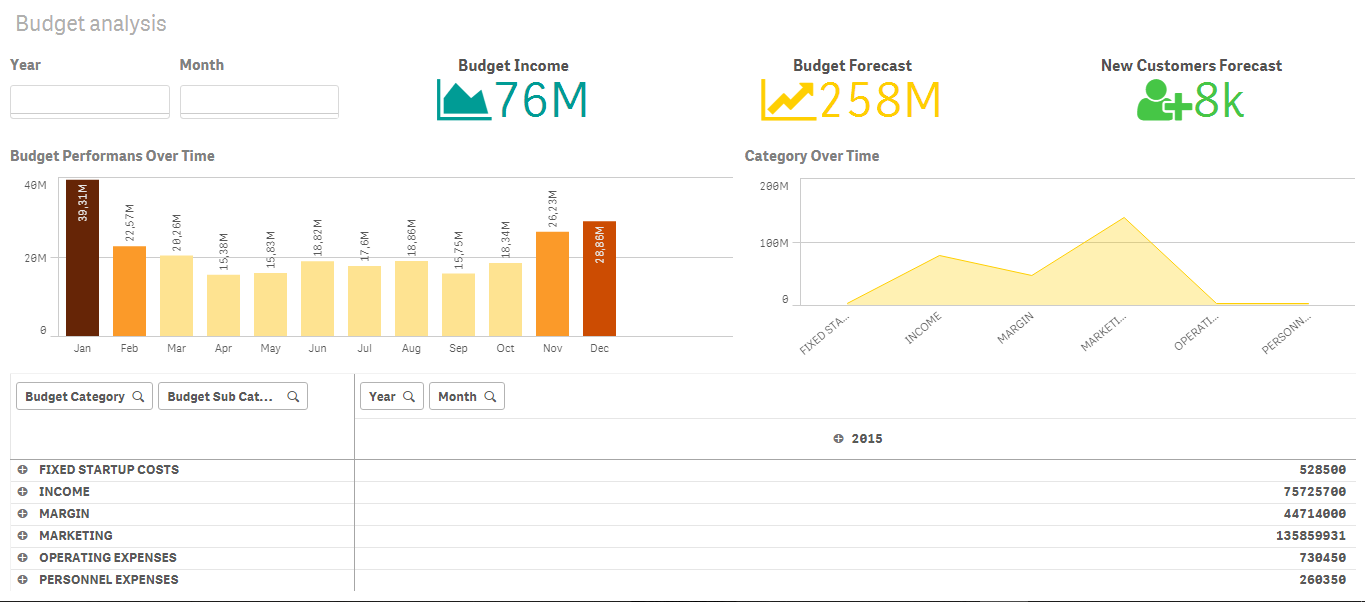 Budget analysis
Year
Month
Budget Income
76M
Budget Forecast
258M
New Customers Forecast
8k
Budget Performans Over Time
40M
20M
0
39,31M
22,57M
20,26M
15,38M
15,83M
18,82M
17,6M
18,86M
15,75M
18,34M
26,23M
28,86M
Jan Feb Mar Apr May Jun Jul Aug Sep Oct Nov Dec
Category Over Time
200M
100M
0
FIXED STA...
INCOME
MARGIN
MARKETI...
OPERATI...
PERSONN...
Budget Category Budget Sub Cat... Year Month
2015
FIXED STARTUP COSTS 528500
INCOME 75725700
MARGIN 44714000
MARKETING 135859931
OPERATING EXPENSES 730450
PERSONNEL EXPENSES 260350